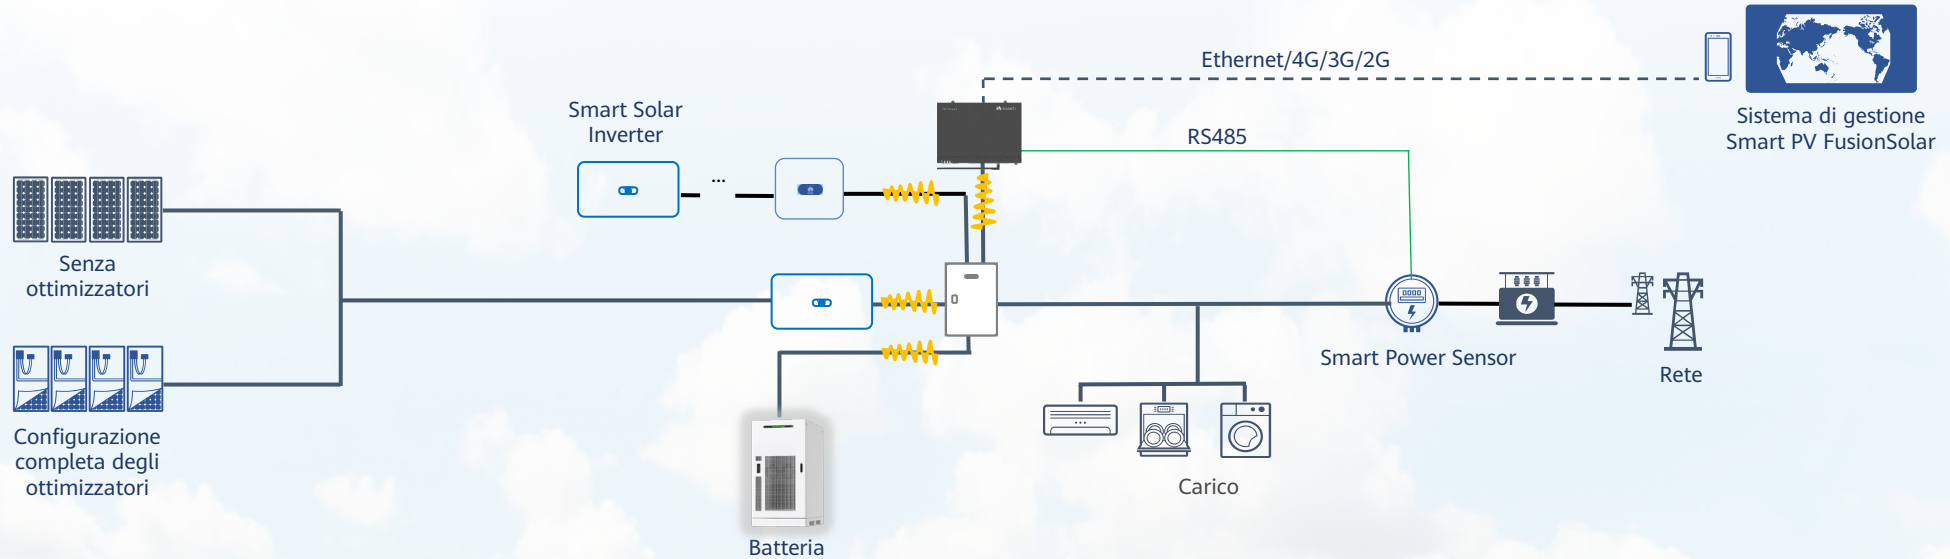 Ethernet/4G/3G/2G
Sistema di gestione
Smart PV FusionSolar
Smart Solar
Inverter
...
RS485
Senza
ottimizzatori
Smart Power Sensor
Rete
Configurazione
completa degli
ottimizzatori
Carico
Batteria